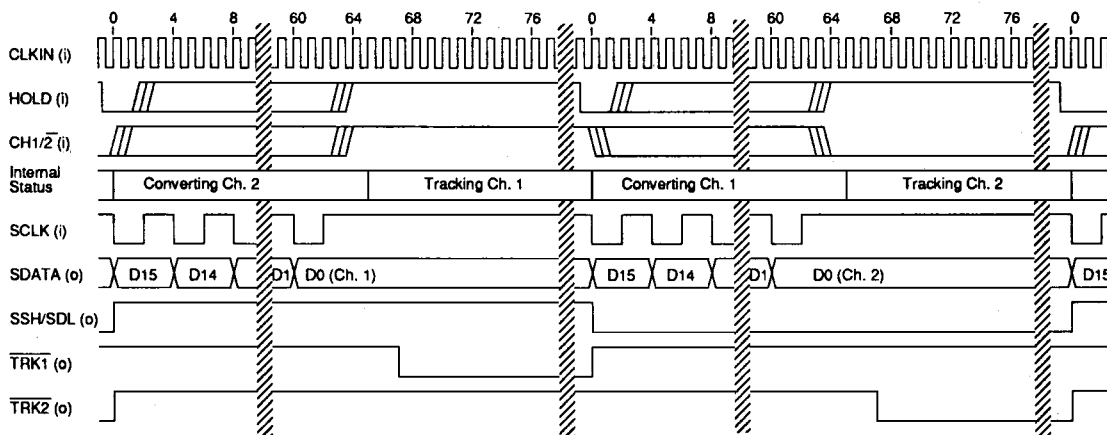 0 4 8 60 64 68 72 76 0 4 8 60 64 68 72 76 0
CLKIN (i)
HOLD (i)
CH1/2̅ (i)
Internal
Status
Converting Ch. 2 Tracking Ch. 1 Converting Ch. 1 Tracking Ch. 2
SCLK (i)
SDATA (o) D15 D14 D1 D0 (Ch. 1) D15 D14 D1 D0 (Ch. 2) D15
SSH/SDL (o)
T̅R̅K̅1̅ (o)
T̅R̅K̅2̅ (o)